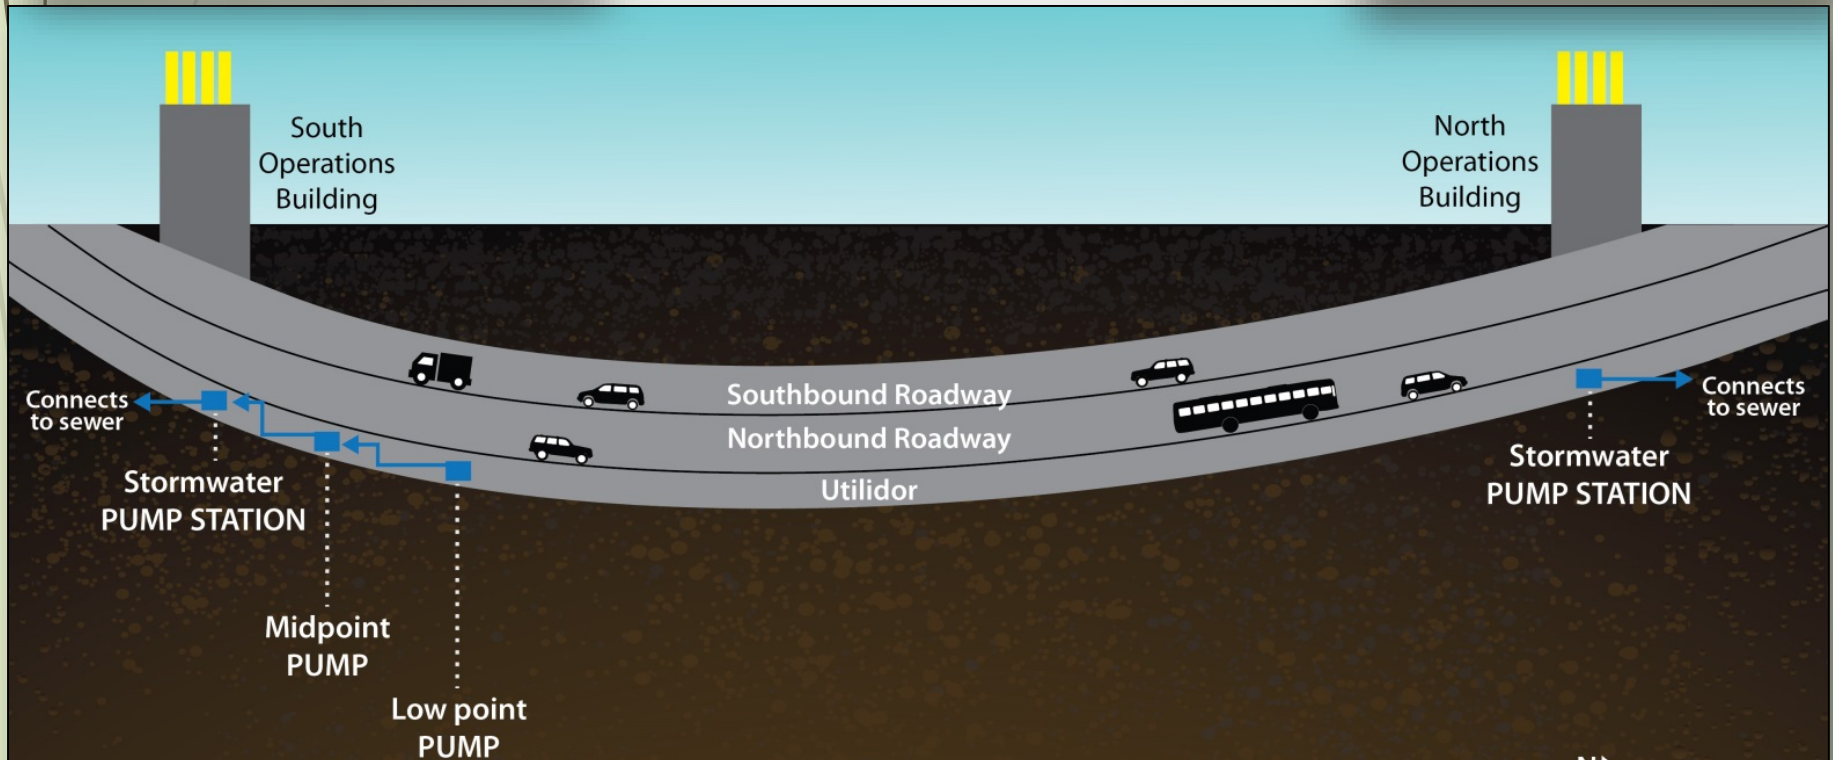 South
Operations
Building
North
Operations
Building
Southbound Roadway
Northbound Roadway
Utilidor
Connects
to sewer
Stormwater
PUMP STATION
Midpoint
PUMP
Low point
PUMP
Connects
to sewer
Stormwater
PUMP STATION